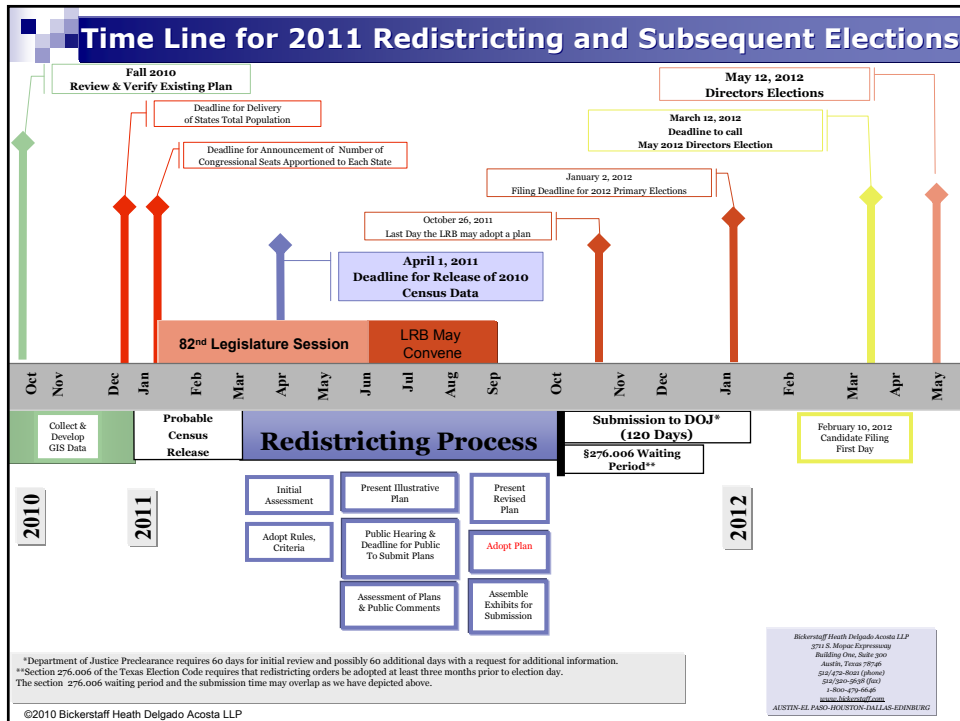 Time Line for 2011 Redistricting and Subsequent Elections
Fall 2010
Review & Verify Existing Plan
May 12, 2012
Directors Elections
Deadline for Delivery
of States Total Population
March 12, 2012
Deadline to call
May 2012 Directors Election
Deadline for Announcement of Number of
Congressional Seats Apportioned to Each State
January 2, 2012
Filing Deadline for 2012 Primary Elections
October 26, 2011
Last Day the LRB may adopt a plan
April 1, 2011
Deadline for Release of 2010
Census Data
82nd Legislature Session
LRB May
Convene
Oct
Nov
Dec
Jan
Feb
Mar
Apr
May
Jun
Jul
Aug
Sep
Oct
Nov
Dec
Jan
Feb
Mar
Apr
May
Collect &
Develop
GIS Data
Probable
Census
Release
Redistricting Process
Submission to DOJ*
(120 Days)
§276.006 Waiting
Period**
February 10, 2012
Candidate Filing
First Day
2010
2011
2012
Initial
Assessment
Present Illustrative
Plan
Present
Revised
Plan
Adopt Rules,
Criteria
Public Hearing &
Deadline for Public
To Submit Plans
Adopt Plan
Assessment of Plans
& Public Comments
Assemble
Exhibits for
Submission
*Department of Justice Preclearance requires 60 days for initial review and possibly 60 additional days with a request for additional information.
**Section 276.006 of the Texas Election Code requires that redistricting orders be adopted at least three months prior to election day.
The section 276.006 waiting period and the submission time may overlap as we have depicted above.
Bickerstaff Heath Delgado Acosta LLP
3711 S. Mopac Expressway
Building One, Suite 300
Austin, Texas 78746
512/472-8021 (phone)
512/320-5638 (fax)
1-800-479-6646
www.bickerstaff.com
AUSTIN-EL PASO-HOUSTON-DALLAS-EDINBURG
©2010 Bickerstaff Heath Delgado Acosta LLP